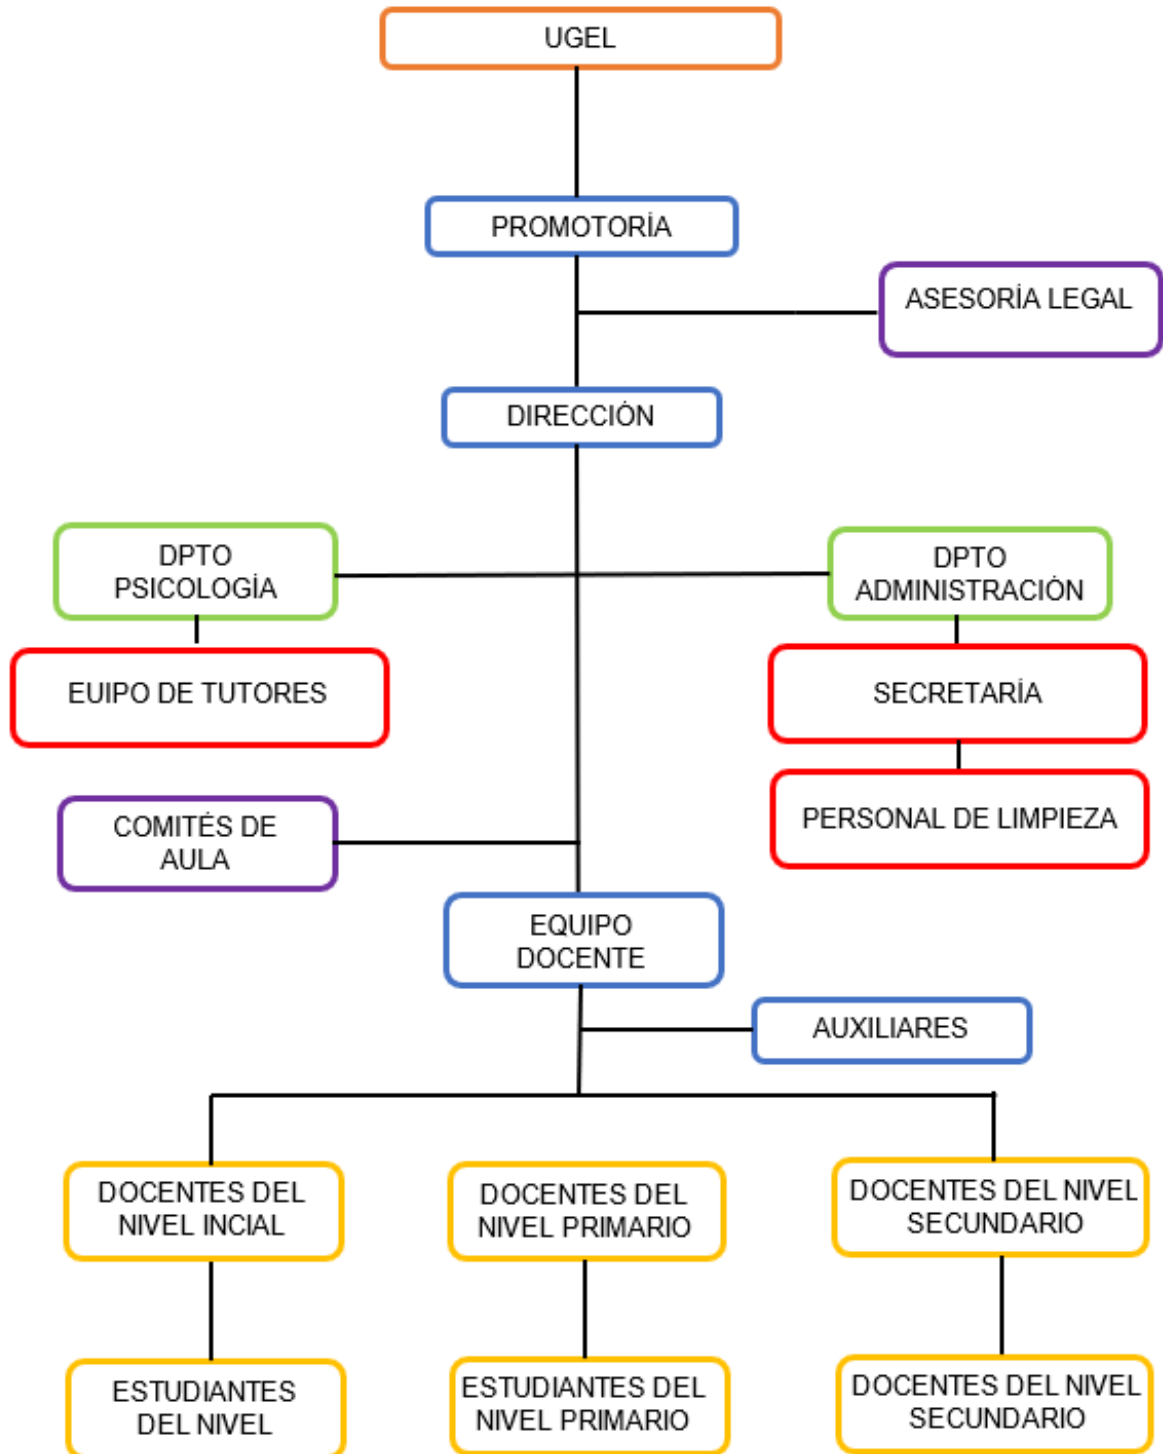 UGEL
PROMOTORÍA
ASESORÍA LEGAL
DIRECCIÓN
DPTO
PSICOLOGÍA
DPTO
ADMINISTRACIÓN
EUIPO DE TUTORES
SECRETARÍA
COMITÉS DE
AULA
PERSONAL DE LIMPIEZA
EQUIPO
DOCENTE
AUXILIARES
DOCENTES DEL
NIVEL INCIAL
DOCENTES DEL
NIVEL PRIMARIO
DOCENTES DEL NIVEL
SECUNDARIO
ESTUDIANTES
DEL NIVEL
ESTUDIANTES DEL
NIVEL PRIMARIO
DOCENTES DEL NIVEL
SECUNDARIO